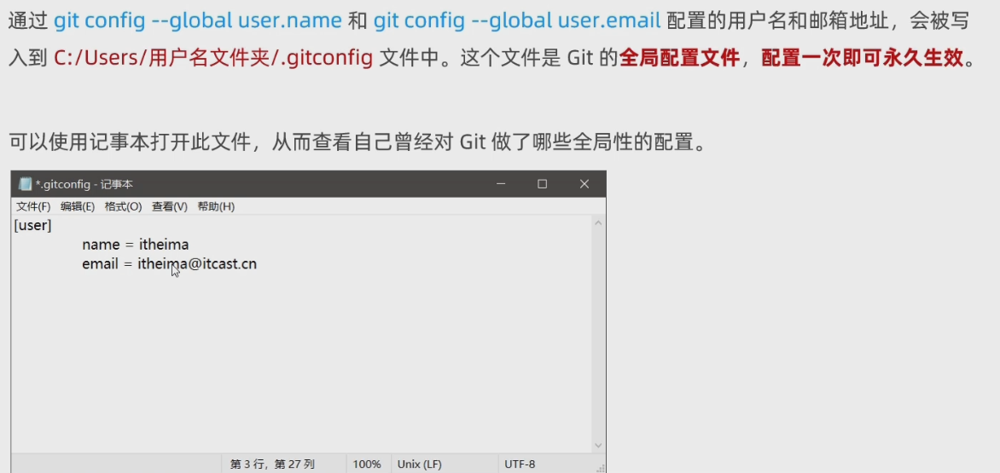 通过 git config --global user.name 和 git config --global user.email 配置的用户名和邮箱地址，会被写
入到 C:/Users/用户名文件夹/.gitconfig 文件中。这个文件是 Git 的全局配置文件，配置一次即可永久生效。
可以使用记事本打开此文件，从而查看自己曾经对 Git 做了哪些全局性的配置。
*.gitconfig - 记事本
文件(F) 编辑(E) 格式(O) 查看(V) 帮助(H)
[user]
name = itheima
email = itheima@itcast.cn
第 3 行，第 27 列 100% Unix (LF) UTF-8